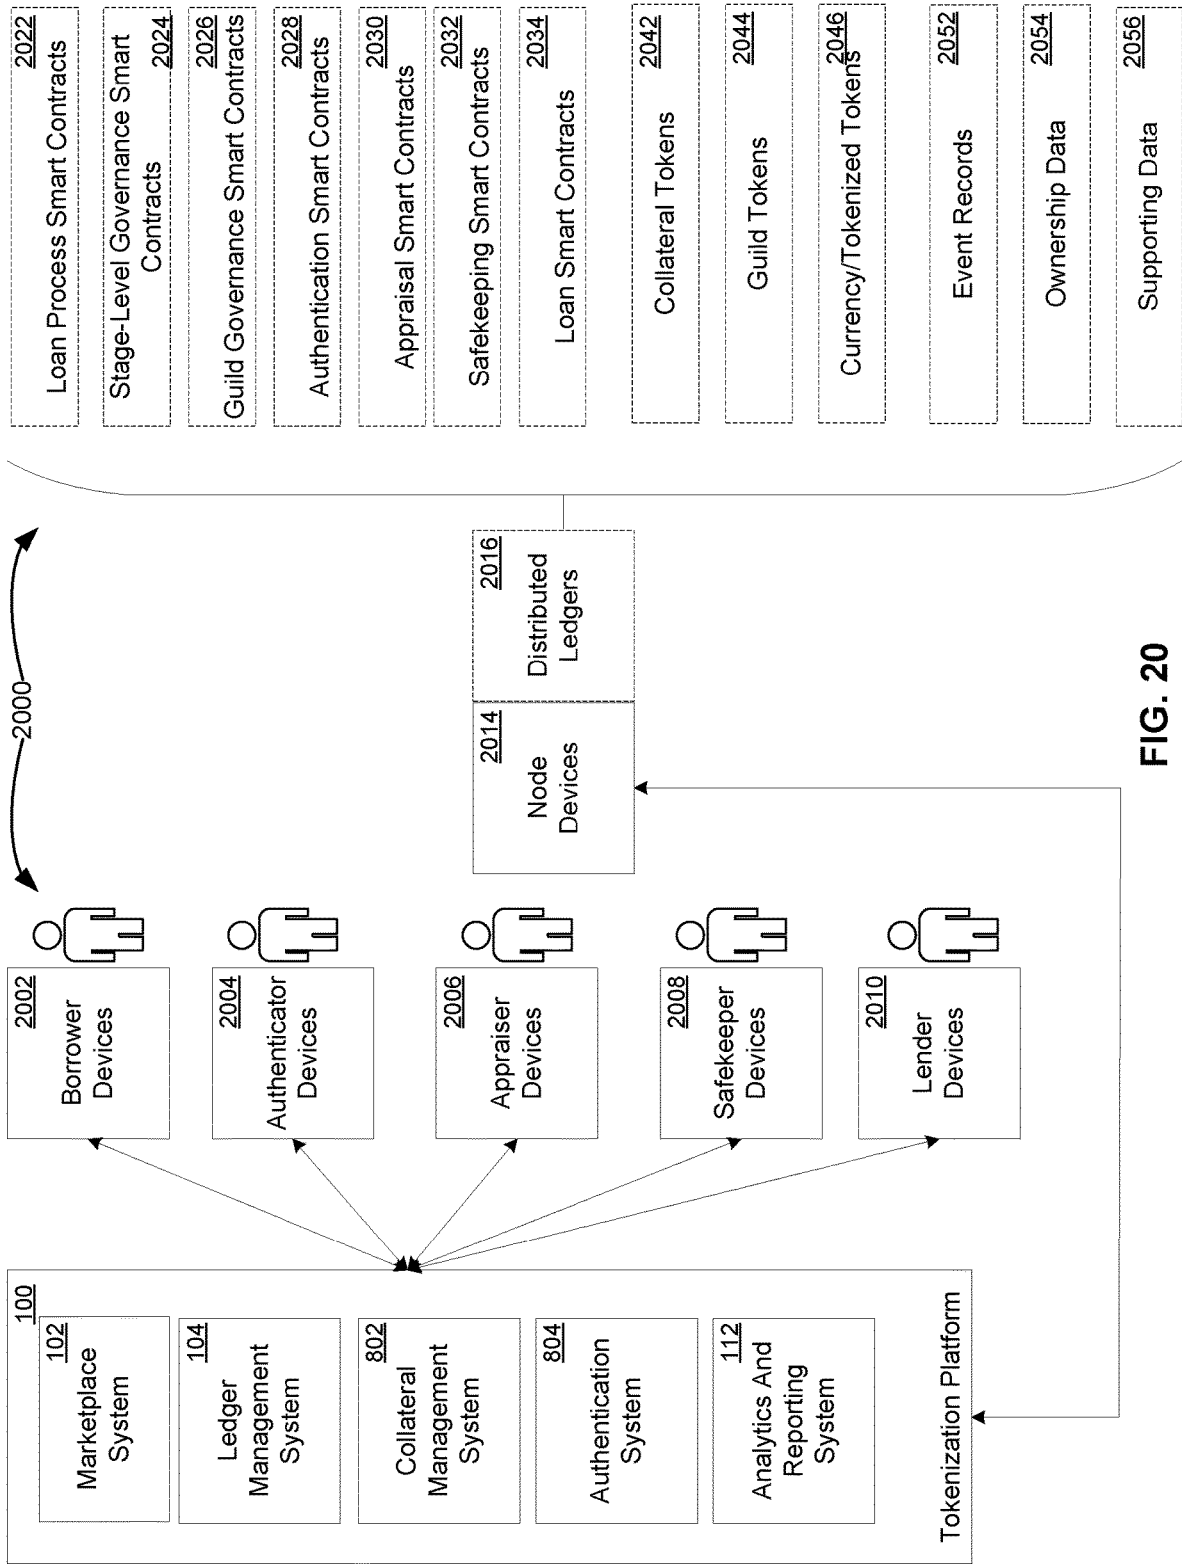 2000
100
102
Marketplace
System
104
Ledger
Management
System
802
Collateral
Management
System
804
Authentication
System
112
Analytics And
Reporting
System
Tokenization Platform
2002
Borrower
Devices
2004
Authenticator
Devices
2006
Appraiser
Devices
2008
Safekeeper
Devices
2010
Lender
Devices
2014
Node
Devices
2016
Distributed
Ledgers
2022
Loan Process Smart Contracts
Stage-Level Governance Smart
2024
Contracts
2026
Guild Governance Smart Contracts
2028
Authentication Smart Contracts
2030
Appraisal Smart Contracts
2032
Safekeeping Smart Contracts
2034
Loan Smart Contracts
2042
Collateral Tokens
2044
Guild Tokens
2046
Currency/Tokenized Tokens
2052
Event Records
2054
Ownership Data
2056
Supporting Data
FIG. 20